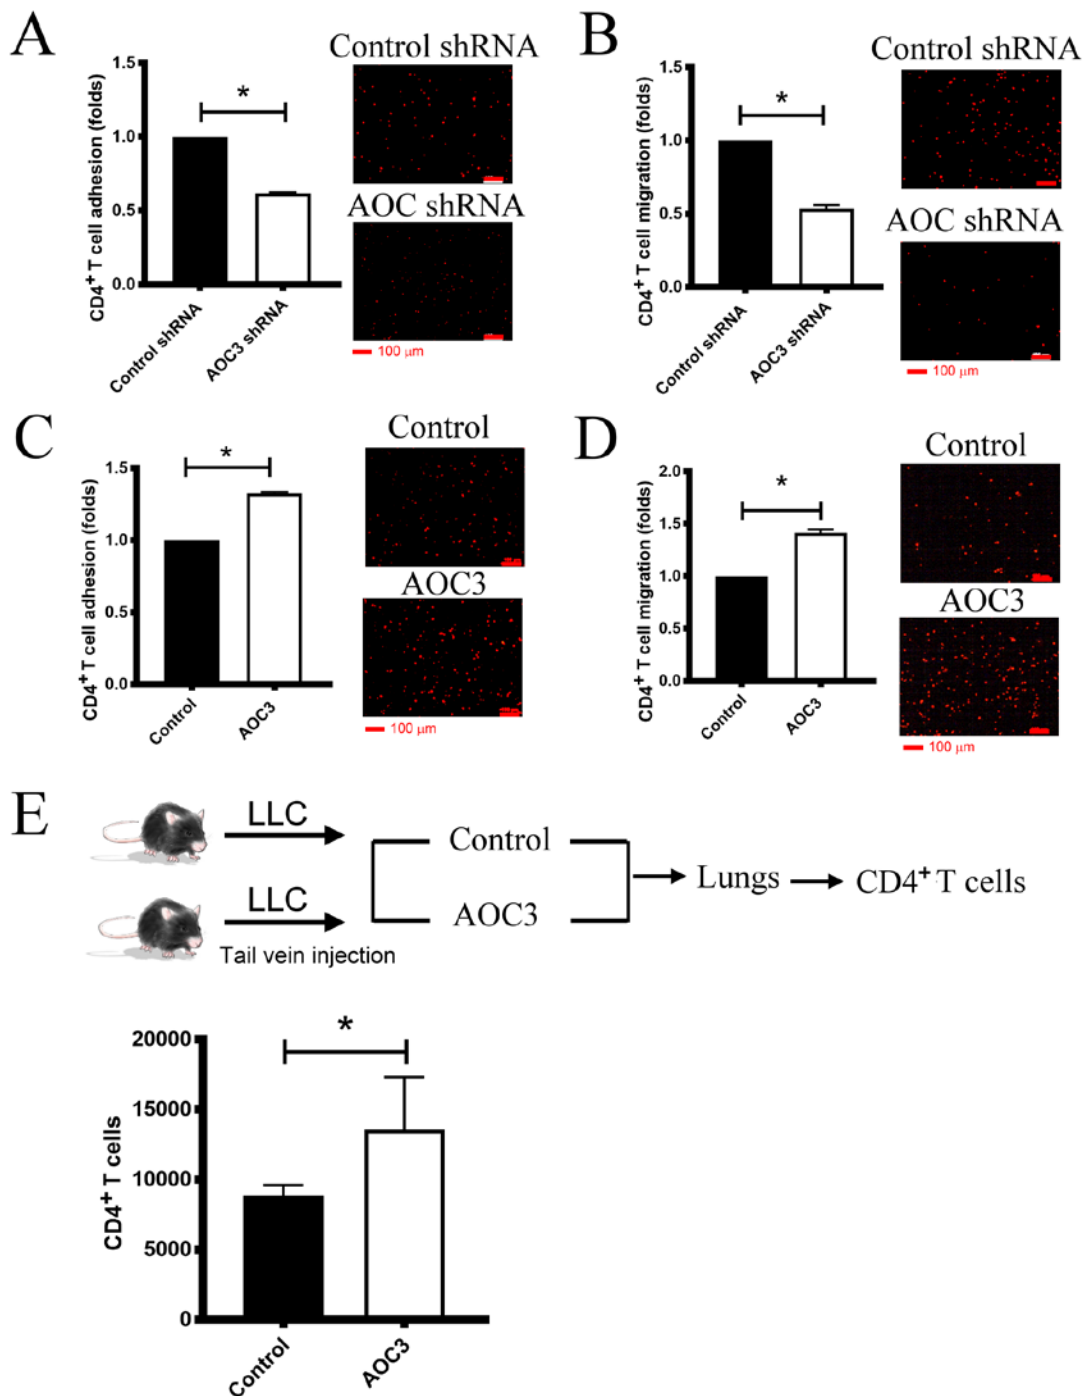 A
Control shRNA
CD4+ T cell adhesion (folds)
1.5
1.0
0.5
0.0
*
Control shRNA
AOC3 shRNA
AOC shRNA
100 μm
B
Control shRNA
CD4+ T cell migration (folds)
1.5
1.0
0.5
0.0
*
Control shRNA
AOC3 shRNA
AOC shRNA
100 μm
C
Control
CD4+ T cell adhesion (folds)
1.5
1.0
0.5
0.0
*
Control
AOC3
AOC3
100 μm
D
Control
CD4+ T cell migration (folds)
2.0
1.5
1.0
0.5
0.0
*
Control
AOC3
AOC3
100 μm
E
LLC
LLC
Tail vein injection
Control
AOC3
Lungs
CD4+ T cells
CD4+ T cells
20000
15000
10000
5000
0
*
Control
AOC3